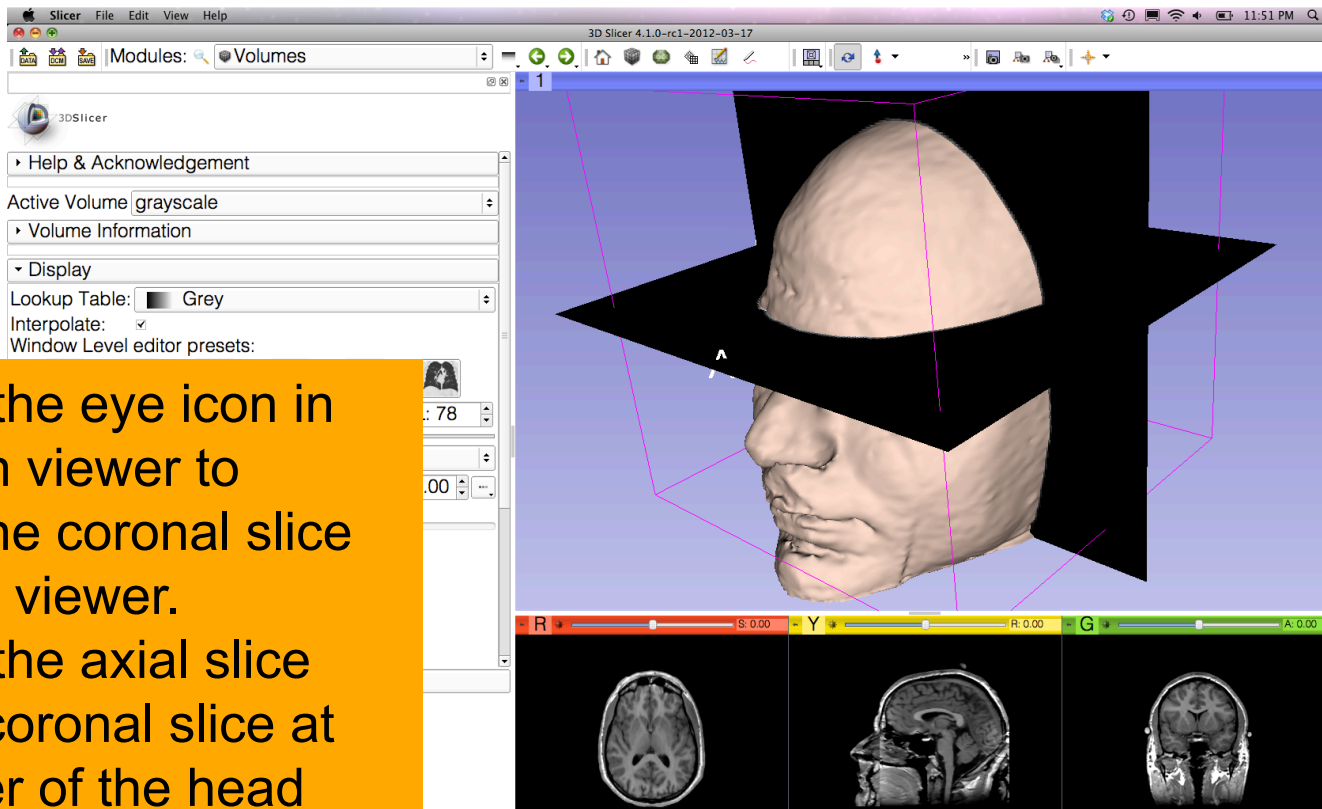 Slicer File Edit View Help 11:51 PM
3D Slicer 4.1.0-rc1-2012-03-17
DATA DCM SAVE Modules: Volumes »
1
3DSlicer
Help & Acknowledgement
Active Volume grayscale
Volume Information
Display
Lookup Table: Grey
Interpolate:
Window Level editor presets:
: 78
.00 ...
the eye icon in
viewer to
coronal slice
viewer.
the axial slice
coronal slice at
of the head
R S: 0.00 Y R: 0.00 G A: 0.00